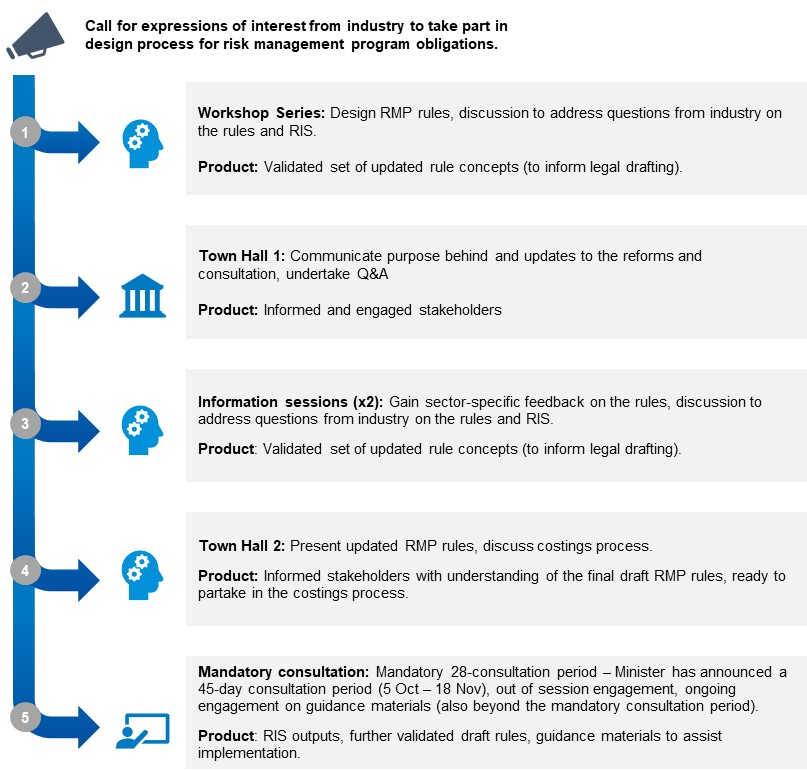 Call for expressions of interest from industry to take part in
design process for risk management program obligations.
1
Workshop Series: Design RMP rules, discussion to address questions from industry on
the rules and RIS.
Product: Validated set of updated rule concepts (to inform legal drafting).
2
Town Hall 1: Communicate purpose behind and updates to the reforms and
consultation, undertake Q&A
Product: Informed and engaged stakeholders
3
Information sessions (x2): Gain sector-specific feedback on the rules, discussion to
address questions from industry on the rules and RIS.
Product: Validated set of updated rule concepts (to inform legal drafting).
4
Town Hall 2: Present updated RMP rules, discuss costings process.
Product: Informed stakeholders with understanding of the final draft RMP rules, ready to
partake in the costings process.
5
Mandatory consultation: Mandatory 28-consultation period – Minister has announced a
45-day consultation period (5 Oct – 18 Nov), out of session engagement, ongoing
engagement on guidance materials (also beyond the mandatory consultation period).
Product: RIS outputs, further validated draft rules, guidance materials to assist
implementation.